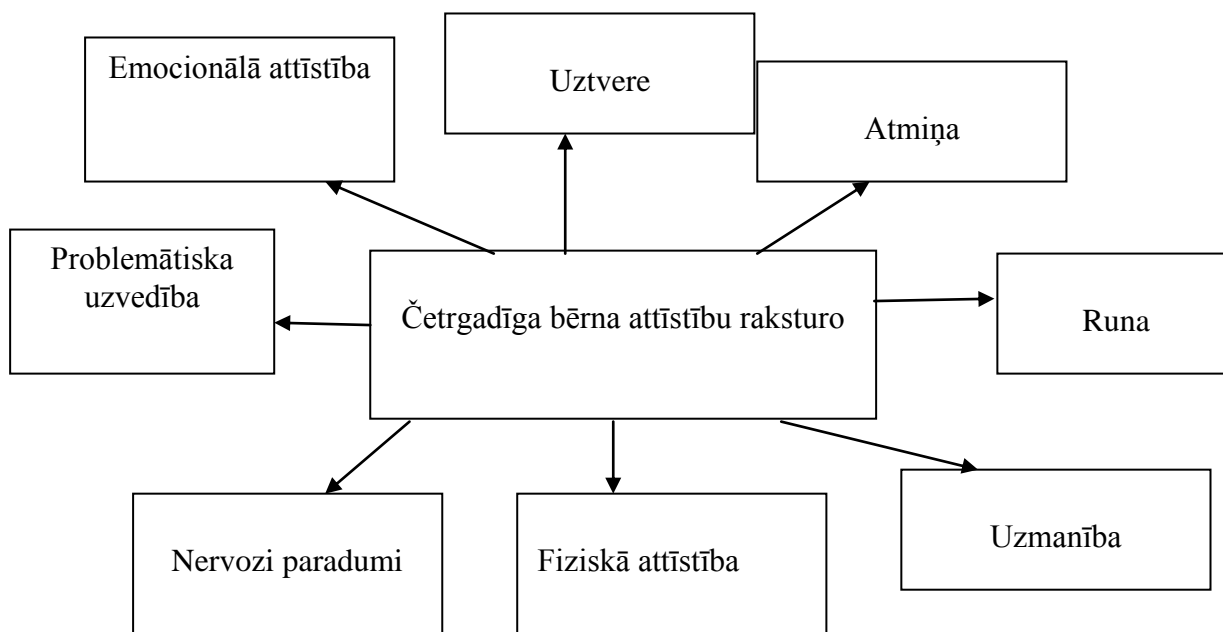 Emocionālā attīstība
Uztvere
Atmiņa
Problemātiska
uzvedība
Četrgadīga bērna attīstību raksturo
Runa
Nervozi paradumi
Fiziskā attīstība
Uzmanība